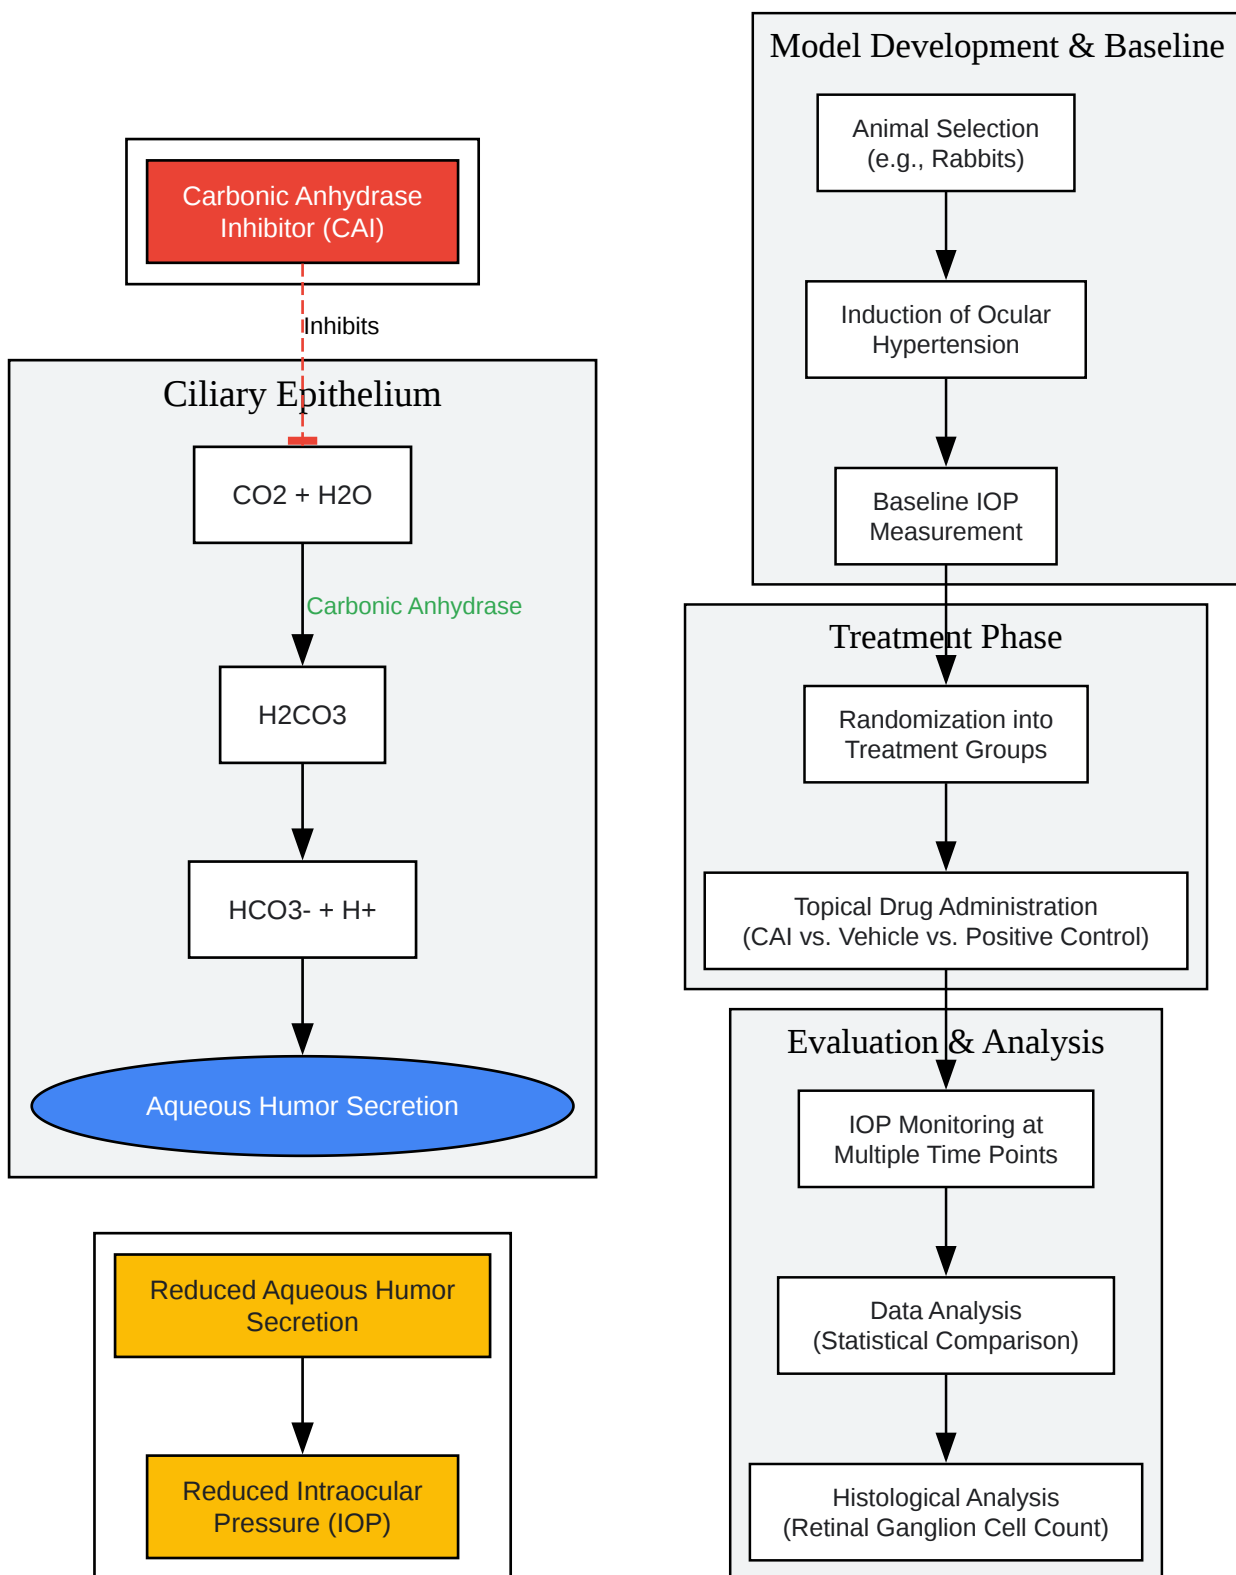 Carbonic Anhydrase
Inhibitor (CAI)
Inhibits
Ciliary Epithelium
CO2 + H2O
Carbonic Anhydrase
H2CO3
HCO3- + H+
Aqueous Humor Secretion
Reduced Aqueous Humor
Secretion
Reduced Intraocular
Pressure (IOP)
Model Development & Baseline
Animal Selection
(e.g., Rabbits)
Induction of Ocular
Hypertension
Baseline IOP
Measurement
Treatment Phase
Randomization into
Treatment Groups
Topical Drug Administration
(CAI vs. Vehicle vs. Positive Control)
Evaluation & Analysis
IOP Monitoring at
Multiple Time Points
Data Analysis
(Statistical Comparison)
Histological Analysis
(Retinal Ganglion Cell Count)